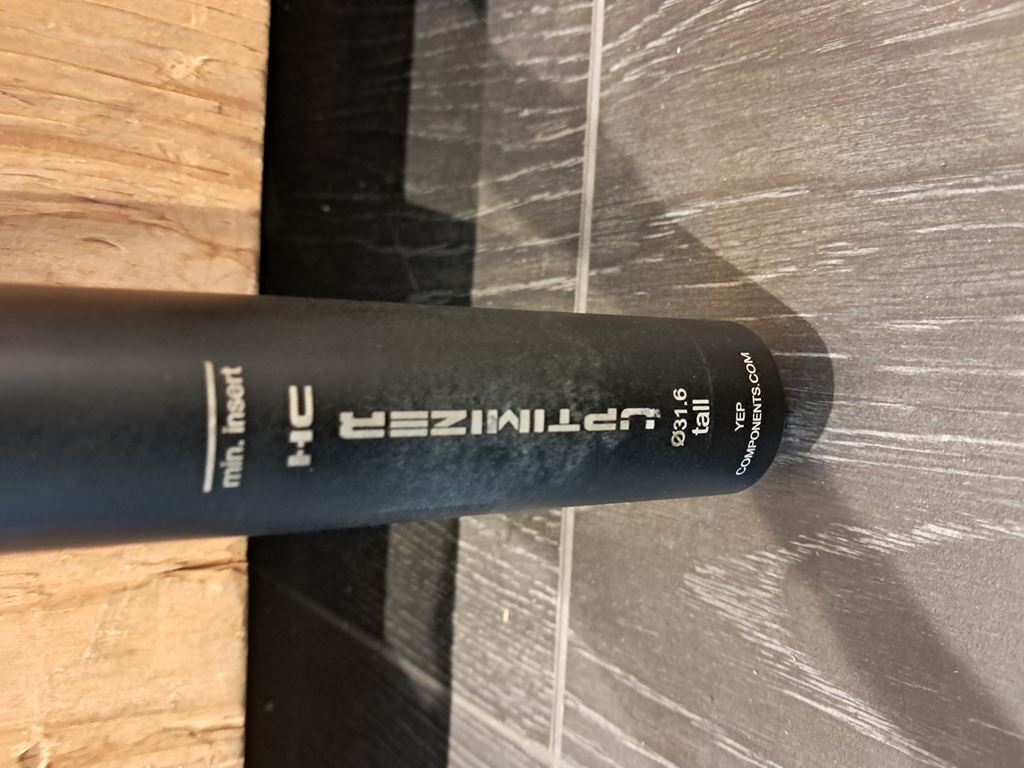 min. insert
HC
UPTIMIZER
Ø31.6
tall
YEP
COMPONENTS.COM